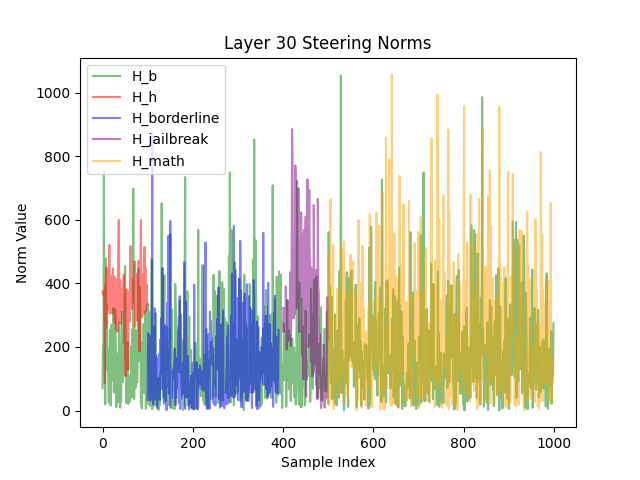 Layer 30 Steering Norms
H_b
H_h
H_borderline
H_jailbreak
H_math
Norm Value
1000
800
600
400
200
0
0 200 400 600 800 1000
Sample Index